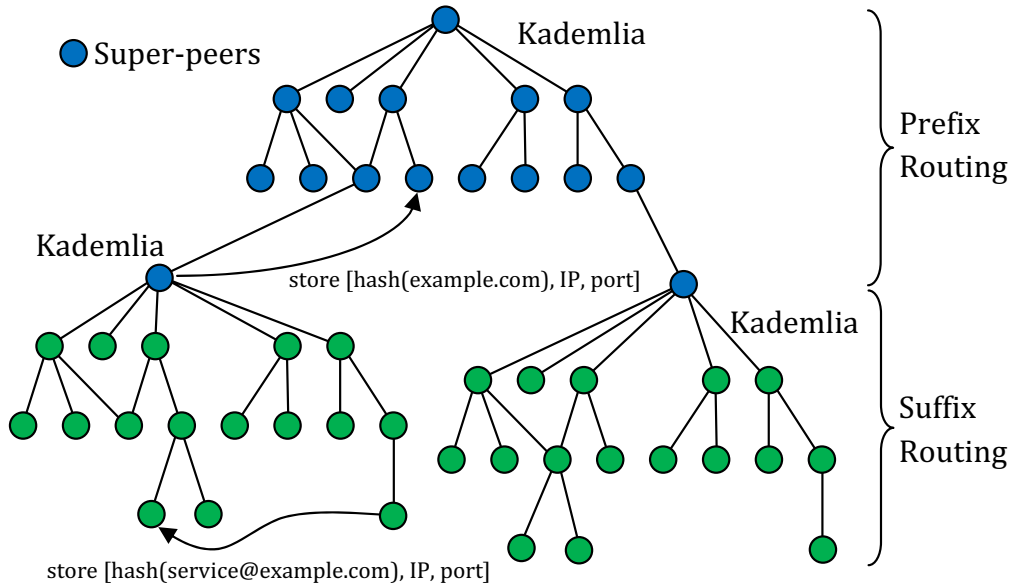 Kademlia
Super-peers
Prefix
Routing
Kademlia
store [hash(example.com), IP, port]
Kademlia
Suffix
Routing
store [hash(service@example.com), IP, port]